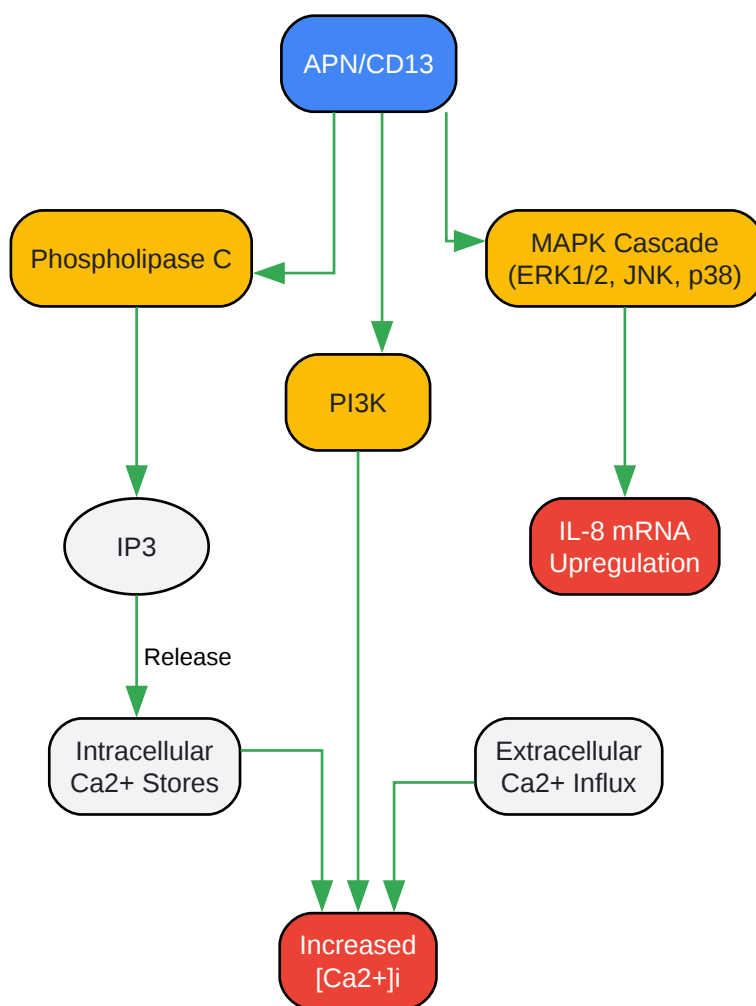 APN/CD13
Phospholipase C
MAPK Cascade
(ERK1/2, JNK, p38)
PI3K
IP3
IL-8 mRNA
Upregulation
Release
Intracellular
Ca2+ Stores
Extracellular
Ca2+ Influx
Increased
[Ca2+]i